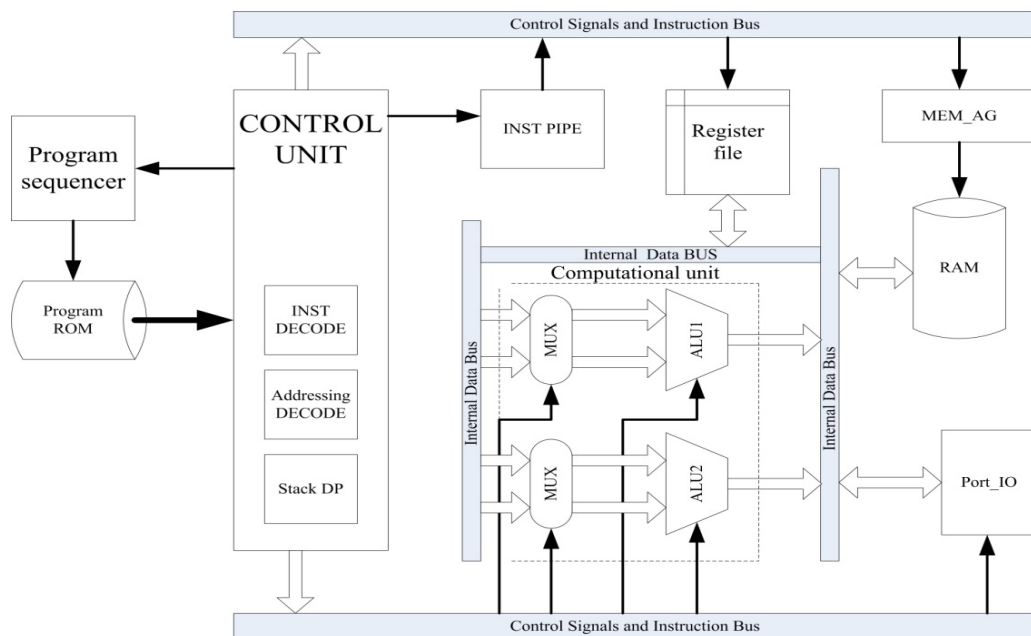 Control Signals and Instruction Bus
CONTROL
UNIT
INST PIPE
Register
file
MEM_AG
Program
sequencer
Program
ROM
INST
DECODE
Addressing
DECODE
Stack DP
Internal Data BUS
Computational unit
Internal Data Bus
MUX
ALU1
MUX
ALU2
Internal Data Bus
RAM
Port_IO
Control Signals and Instruction Bus